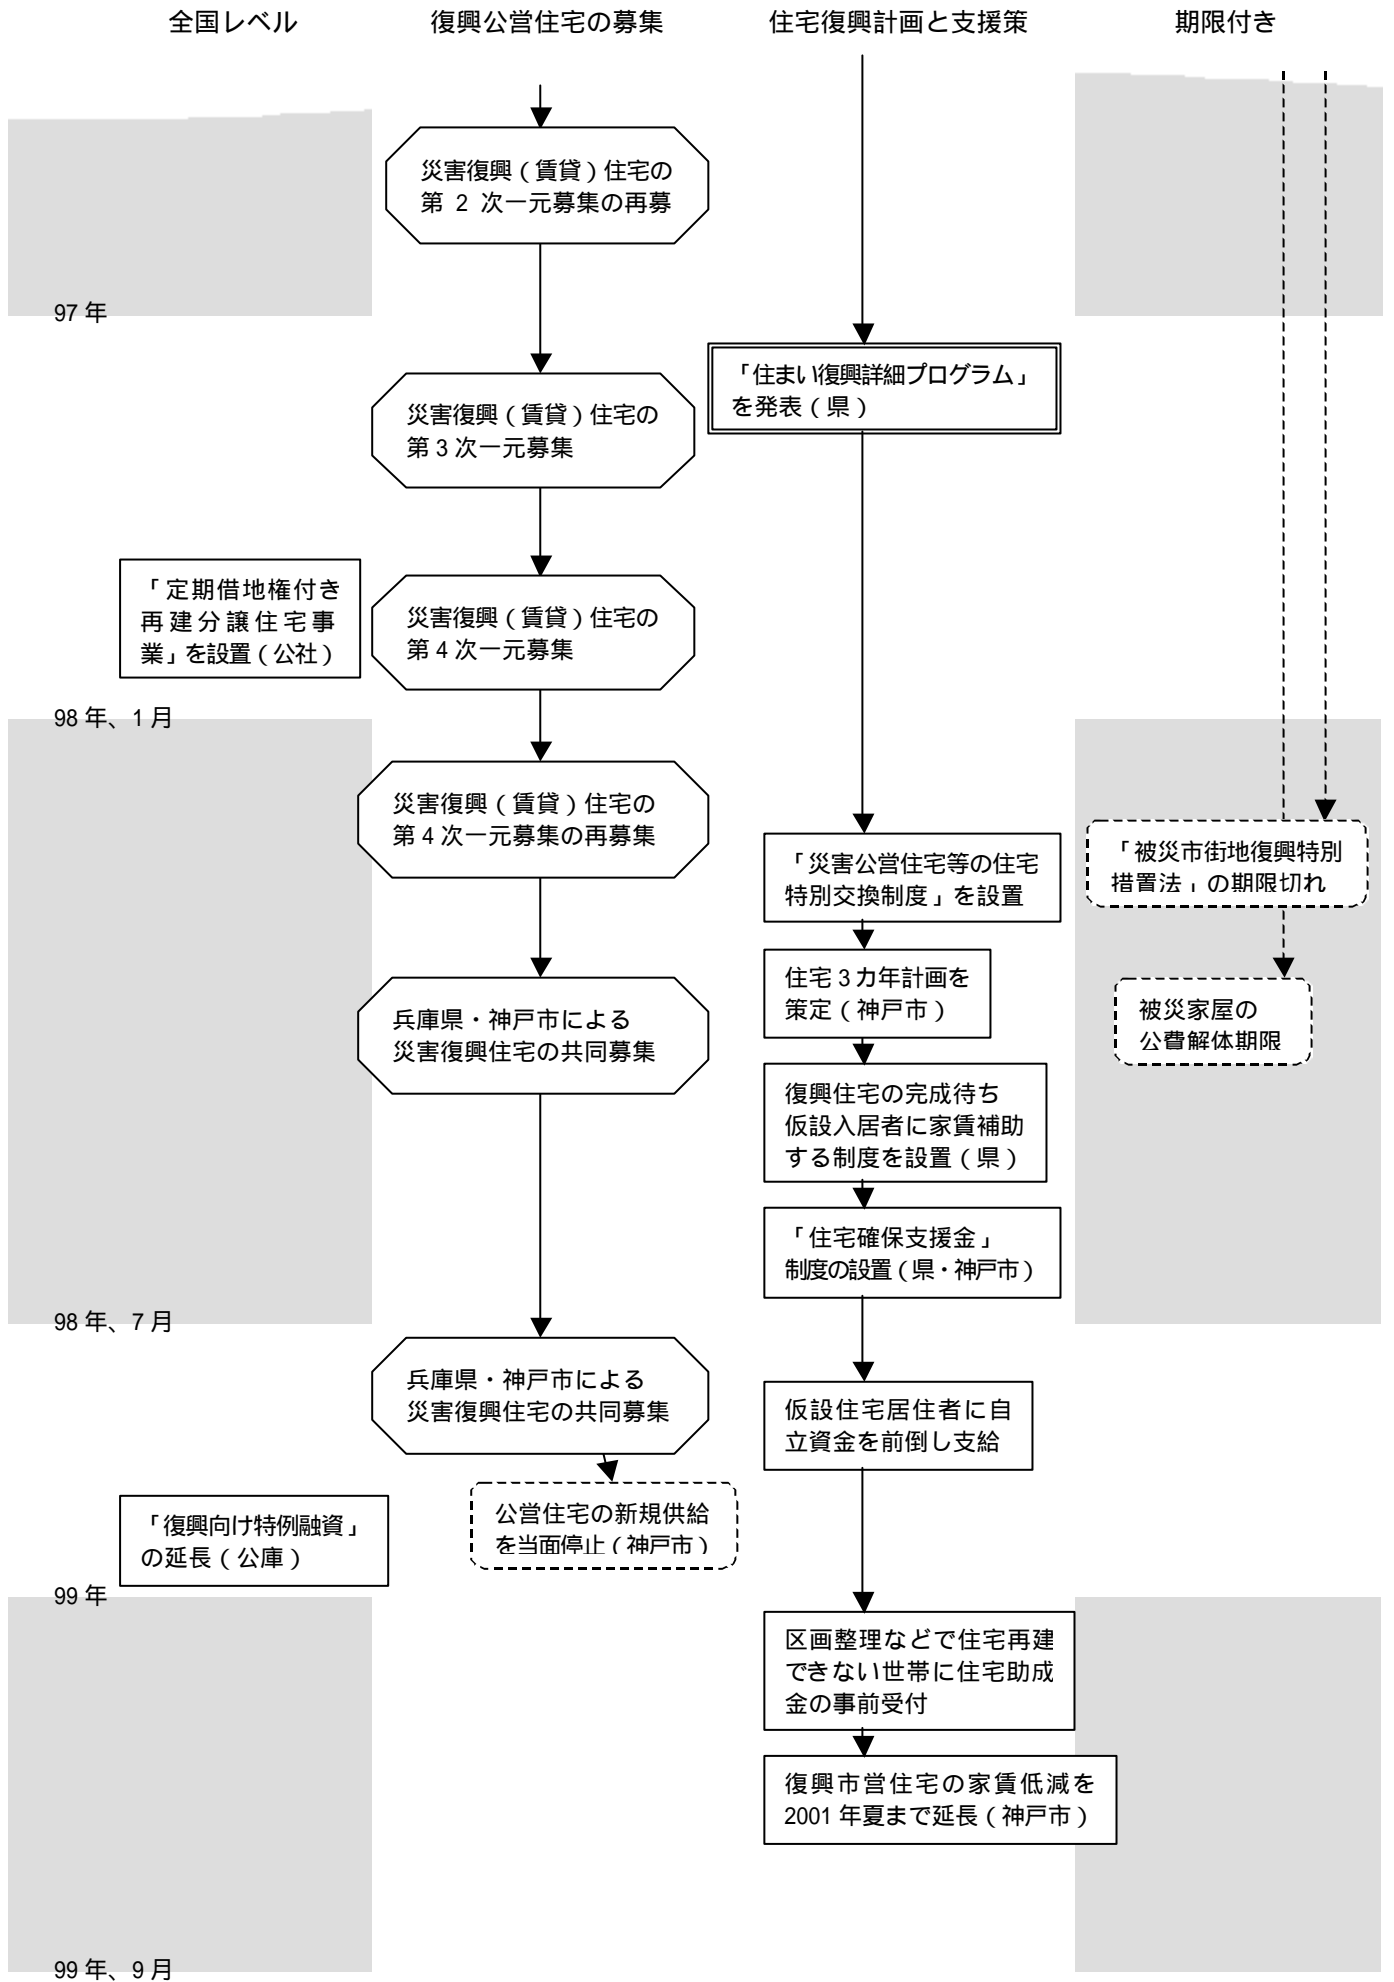 全国レベル
復興公営住宅の募集
住宅復興計画と支援策
期限付き
災害復興（賃貸）住宅の
第 2 次一元募集の再募
97 年
「住まい復興詳細プログラム」
を発表（県）
災害復興（賃貸）住宅の
第 3 次一元募集
「定期借地権付き
再建分譲住宅事
業」を設置（公社）
災害復興（賃貸）住宅の
第 4 次一元募集
98 年、1 月
災害復興（賃貸）住宅の
第 4 次一元募集の再募集
「災害公営住宅等の住宅
特別交換制度」を設置
「被災市街地復興特別
措置法」の期限切れ
住宅 3 カ年計画を
策定（神戸市）
兵庫県・神戸市による
災害復興住宅の共同募集
被災家屋の
公費解体期限
復興住宅の完成待ち
仮設入居者に家賃補助
する制度を設置（県）
「住宅確保支援金」
制度の設置（県・神戸市）
98 年、7 月
兵庫県・神戸市による
災害復興住宅の共同募集
仮設住宅居住者に自
立資金を前倒し支給
公営住宅の新規供給
を当面停止（神戸市）
「復興向け特例融資」
の延長（公庫）
99 年
区画整理などで住宅再建
できない世帯に住宅助成
金の事前受付
復興市営住宅の家賃低減を
2001 年夏まで延長（神戸市）
99 年、9 月